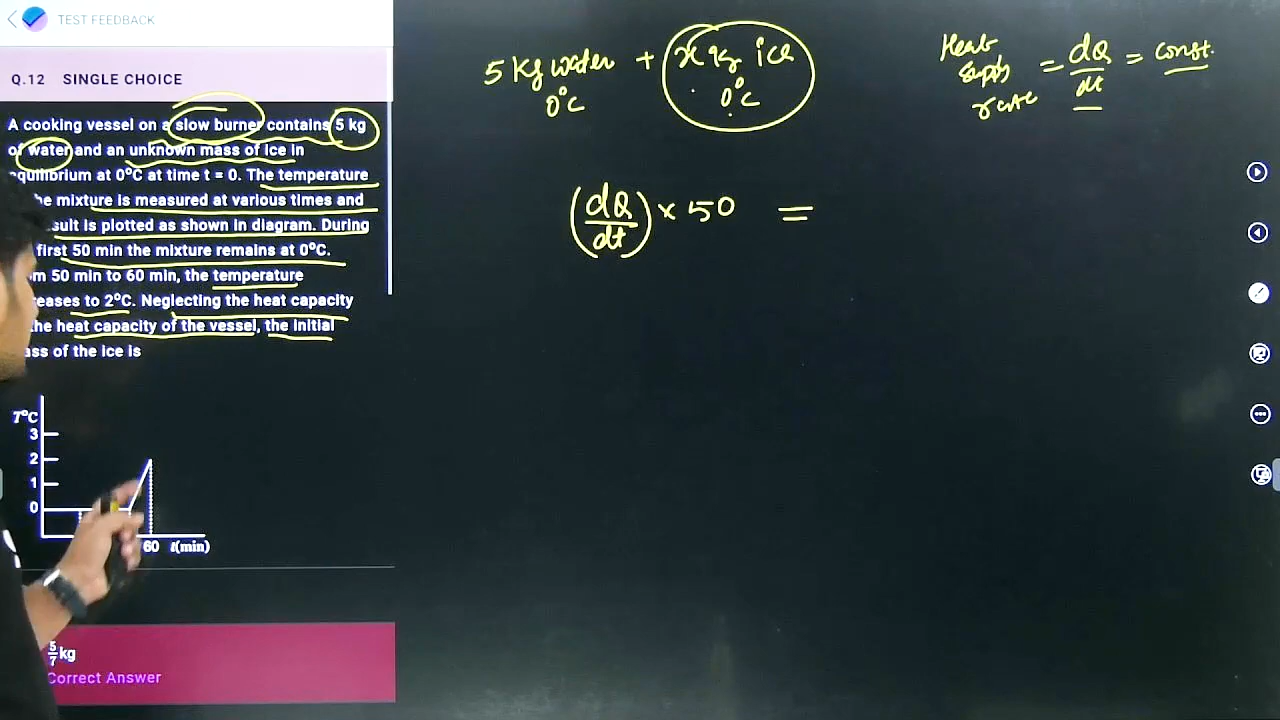 TEST FEEDBACK
Q.12 SINGLE CHOICE
A cooking vessel on a slow burner contains 5 kg
of water and an unknown mass of ice in
equilibrium at 0°C at time t = 0. The temperature
he mixture is measured at various times and
sult is plotted as shown in diagram. During
first 50 min the mixture remains at 0°C.
m 50 min to 60 min, the temperature
reases to 2°C. Neglecting the heat capacity
he heat capacity of the vessel, the initial
ass of the ice is
T°C
3
2
1
0
60 t(min)
5/7 kg
Correct Answer
5 kg water + x kg ice
0°C 0°C
Heat
Supply = dQ/dt = const.
rate
(dQ/dt) × 50 =